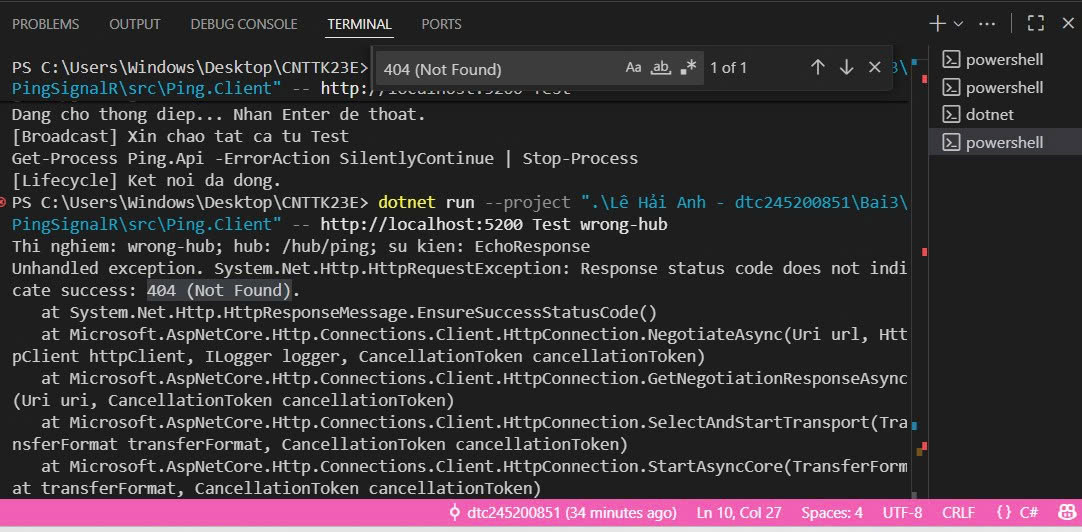 PROBLEMS OUTPUT DEBUG CONSOLE TERMINAL PORTS
404 (Not Found) Aa ab 1 of 1
PS C:\Users\Windows\Desktop\CNTTK23E>
PingSignalR\src\Ping.Client" -- http://localhost:5200 Test
Dang cho thong diep... Nhan Enter de thoat.
[Broadcast] Xin chao tat ca tu Test
Get-Process Ping.Api -ErrorAction SilentlyContinue | Stop-Process
[Lifecycle] Ket noi da dong.
PS C:\Users\Windows\Desktop\CNTTK23E> dotnet run --project ".\Lê Hải Anh - dtc245200851\Bai3\
PingSignalR\src\Ping.Client" -- http://localhost:5200 Test wrong-hub
Thi nghiem: wrong-hub; hub: /hub/ping; su kien: EchoResponse
Unhandled exception. System.Net.Http.HttpRequestException: Response status code does not indi
cate success: 404 (Not Found).
at System.Net.Http.HttpResponseMessage.EnsureSuccessStatusCode()
at Microsoft.AspNetCore.Http.Connections.Client.HttpConnection.NegotiateAsync(Uri url, Htt
pClient httpClient, ILogger logger, CancellationToken cancellationToken)
at Microsoft.AspNetCore.Http.Connections.Client.HttpConnection.GetNegotiationResponseAsync
(Uri uri, CancellationToken cancellationToken)
at Microsoft.AspNetCore.Http.Connections.Client.HttpConnection.SelectAndStartTransport(Tra
nsferFormat transferFormat, CancellationToken cancellationToken)
at Microsoft.AspNetCore.Http.Connections.Client.HttpConnection.StartAsyncCore(TransferForm
at transferFormat, CancellationToken cancellationToken)
powershell
powershell
dotnet
powershell
dtc245200851 (34 minutes ago) Ln 10, Col 27 Spaces: 4 UTF-8 CRLF {} C#